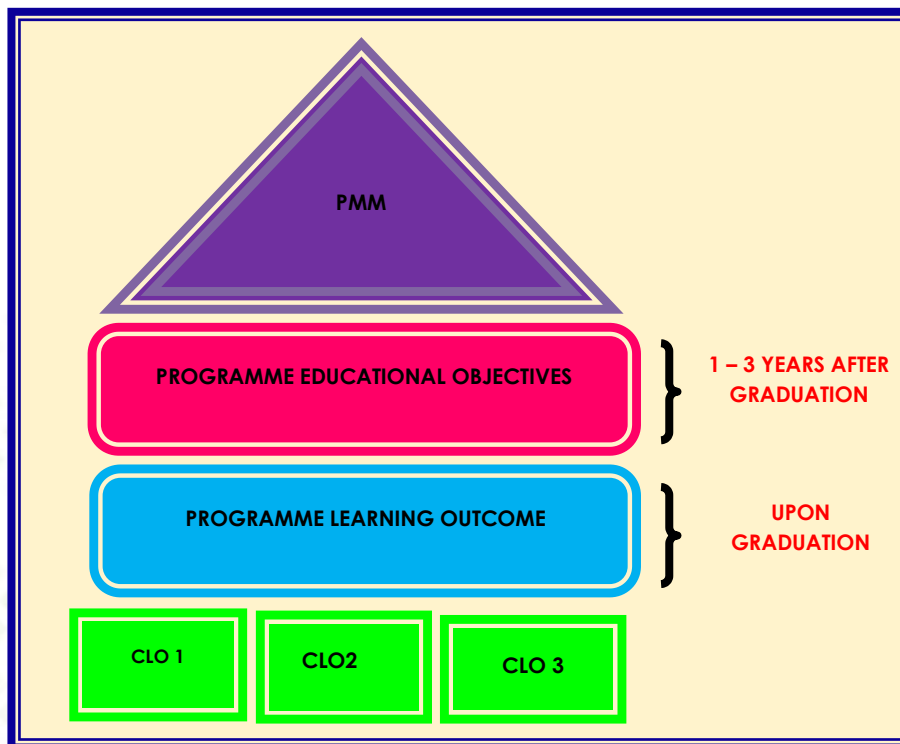 PMM
PROGRAMME EDUCATIONAL OBJECTIVES
1 – 3 YEARS AFTER
GRADUATION
PROGRAMME LEARNING OUTCOME
UPON
GRADUATION
CLO 1
CLO2
CLO 3